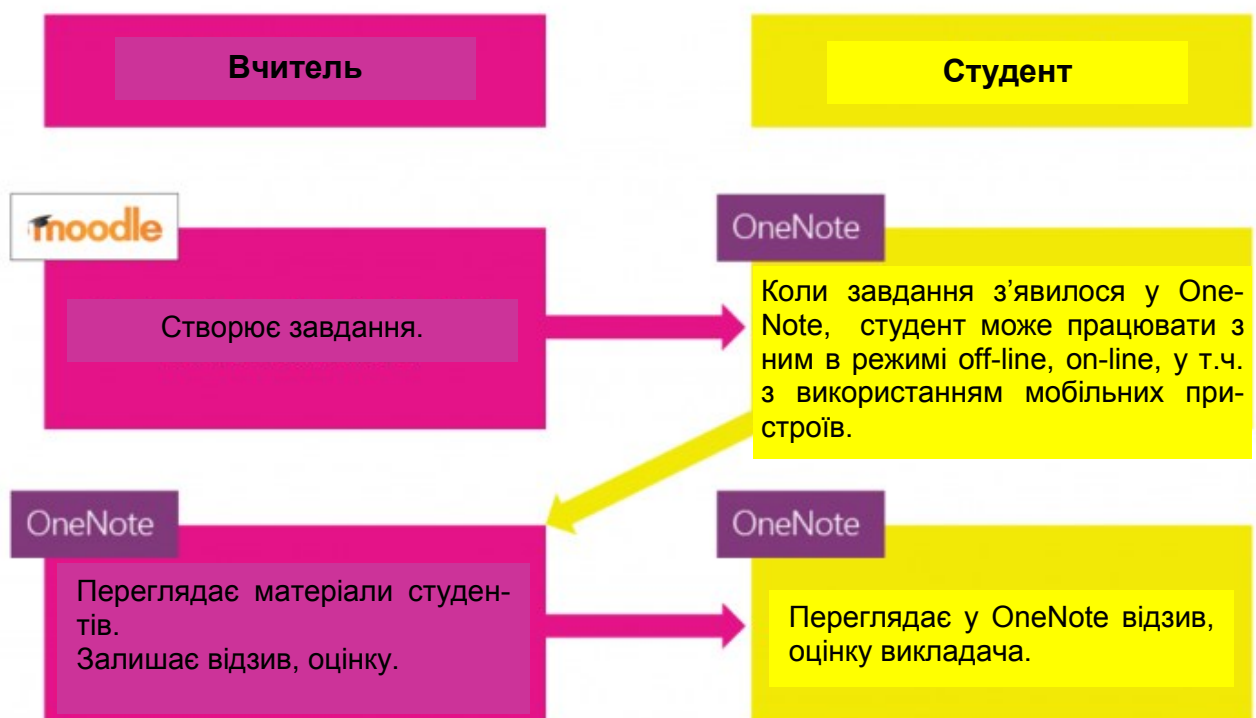 Вчитель
Студент
moodle
Створює завдання.
OneNote
Коли завдання з’явилося у One-
Note, студент може працювати з
ним в режимі off-line, on-line, у т.ч.
з використанням мобільних при-
строїв.
OneNote
Переглядає матеріали студен-
тів.
Залишає відзив, оцінку.
OneNote
Переглядає у OneNote відзив,
оцінку викладача.